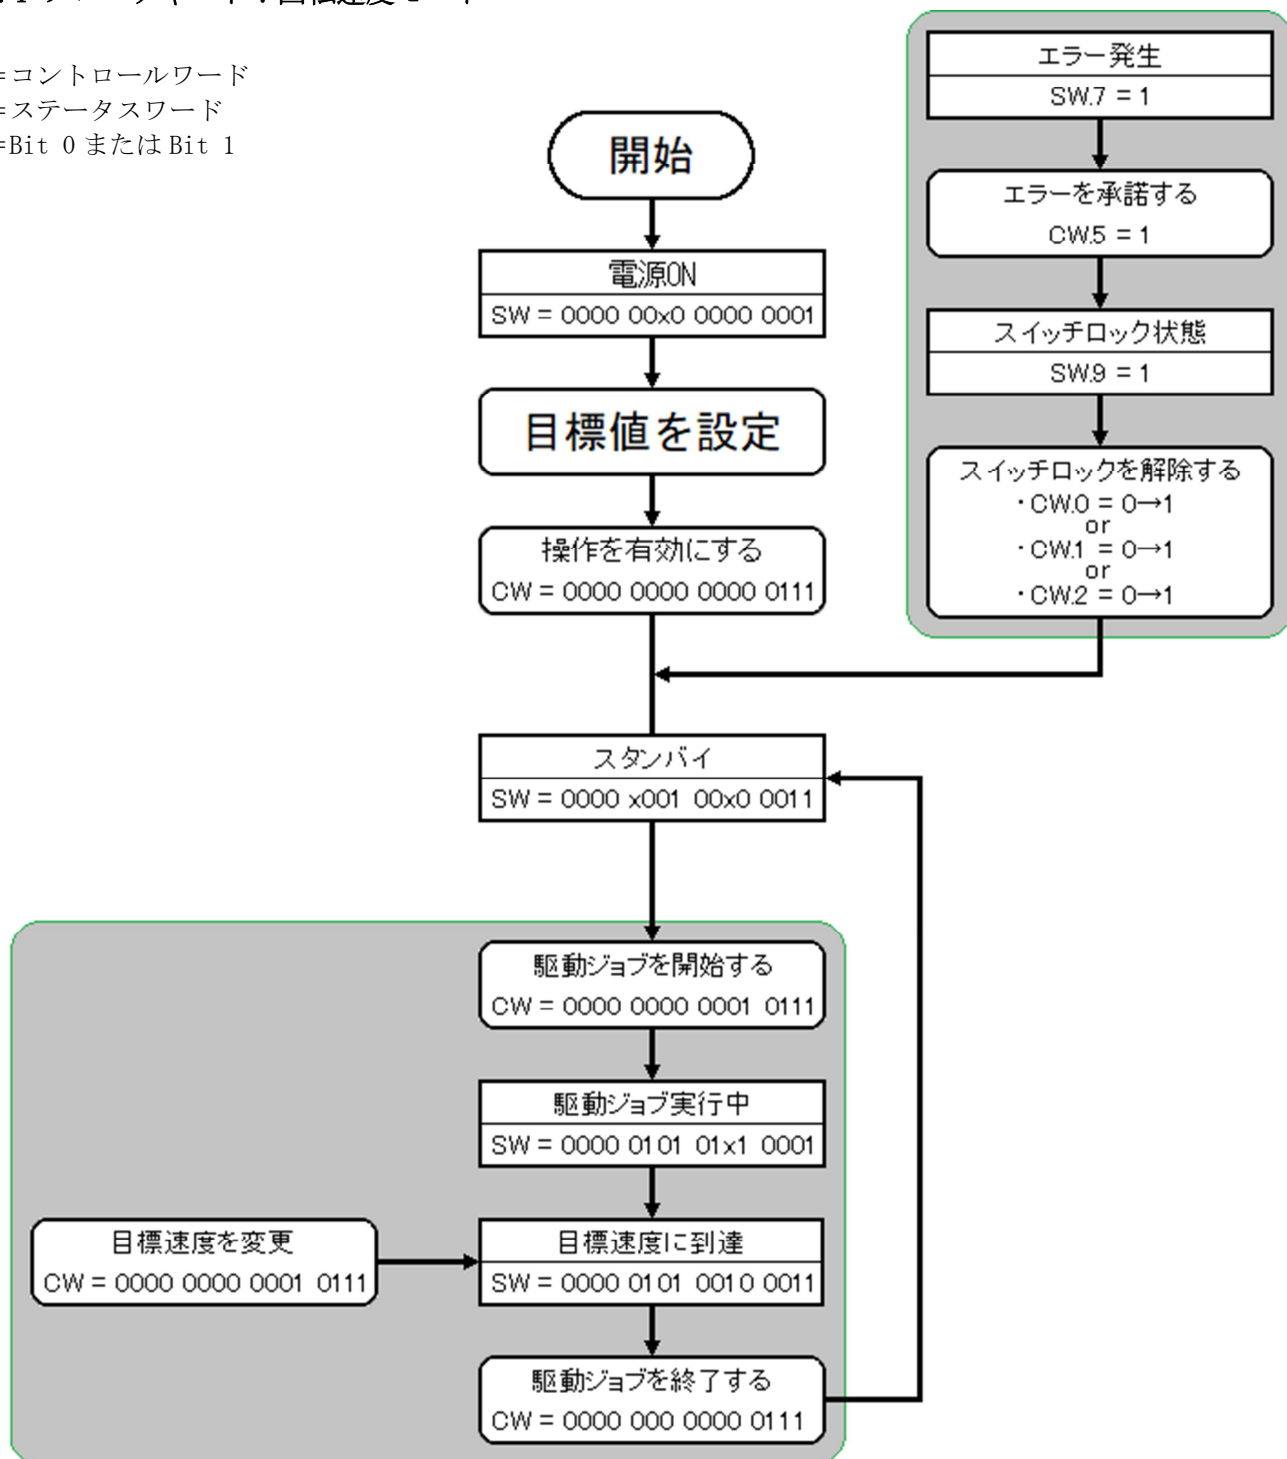 =コントロールワード
=ステータスワード
=Bit 0 または Bit 1
開始
電源ON
SW = 0000 00x0 0000 0001
目標値を設定
操作を有効にする
CW = 0000 0000 0000 0111
エラー発生
SW.7 = 1
エラーを承諾する
CW.5 = 1
スイッチロック状態
SW.9 = 1
スイッチロックを解除する
・CW.0 = 0→1
or
・CW.1 = 0→1
or
・CW.2 = 0→1
スタンバイ
SW = 0000 x001 00x0 0011
駆動ジョブを開始する
CW = 0000 0000 0001 0111
駆動ジョブ実行中
SW = 0000 0101 01x1 0001
目標速度を変更
CW = 0000 0000 0001 0111
目標速度に到達
SW = 0000 0101 0010 0011
駆動ジョブを終了する
CW = 0000 000 0000 0111